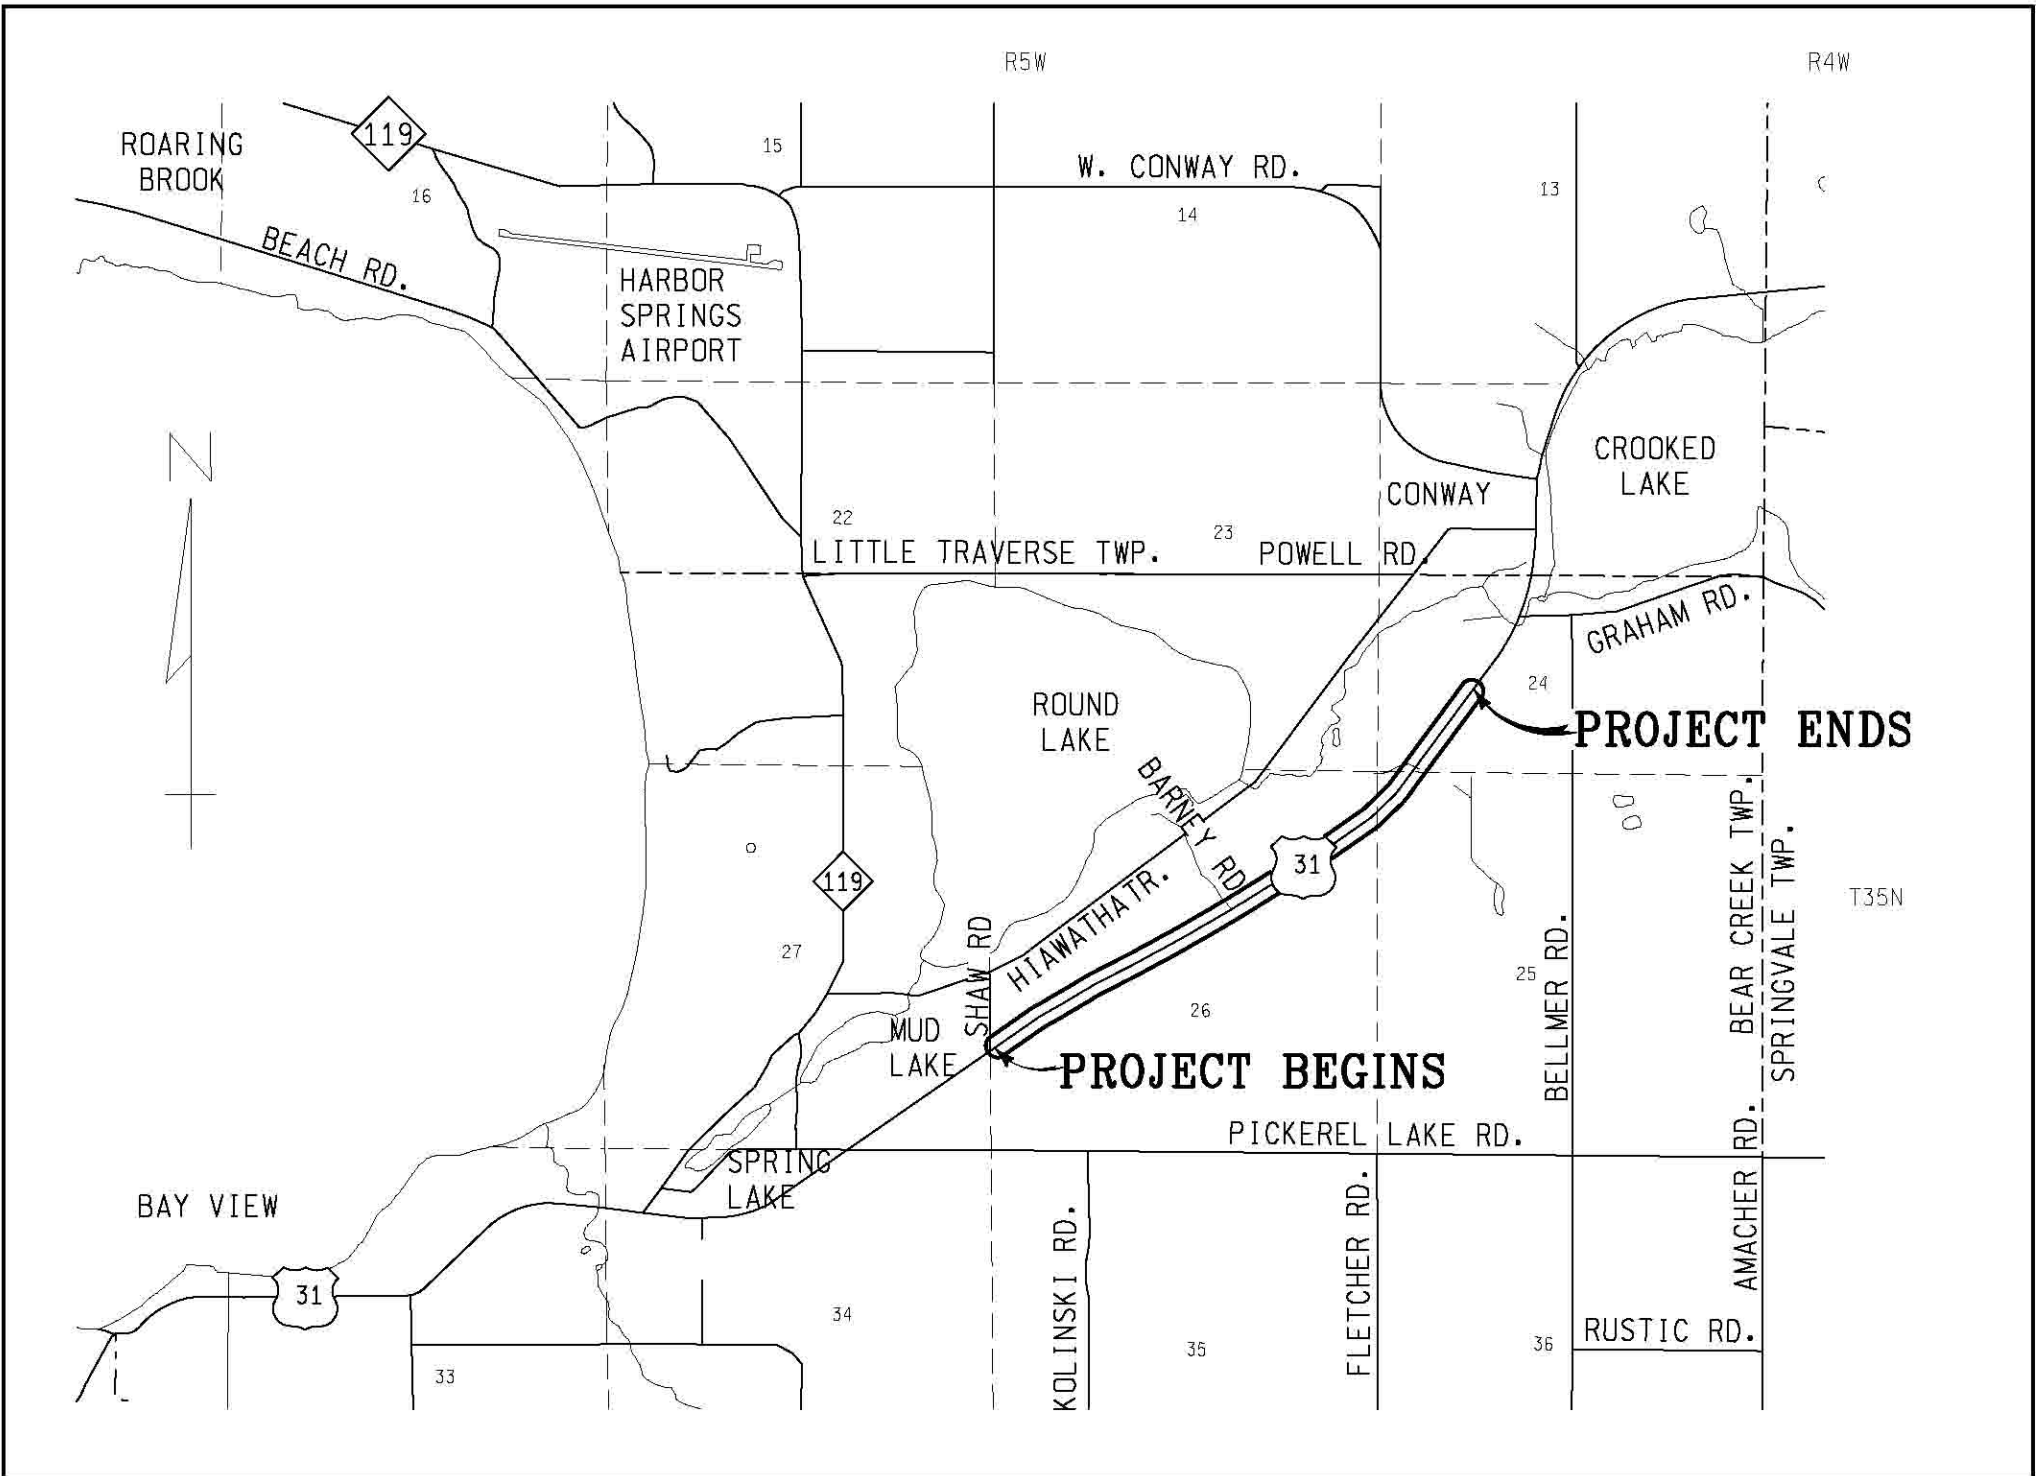 R5W
R4W
119
ROARING
BROOK
15
W. CONWAY RD.
16
13
14
BEACH RD.
HARBOR
SPRINGS
AIRPORT
N
CROOKED
LAKE
CONWAY
22
23
LITTLE TRAVERSE TWP.
POWELL RD.
GRAHAM RD.
24
ROUND
LAKE
PROJECT ENDS
BARNEY RD
31
119
HIAWATHA TR.
SHAW RD
27
26
25
T35N
BELLMER RD.
BEAR CREEK TWP.
SPRINGVALE TWP.
MUD
LAKE
PROJECT BEGINS
PICKEREL LAKE RD.
SPRING
LAKE
BAY VIEW
31
34
33
35
36
KOLINSKI RD.
FLETCHER RD.
AMACHER RD.
RUSTIC RD.